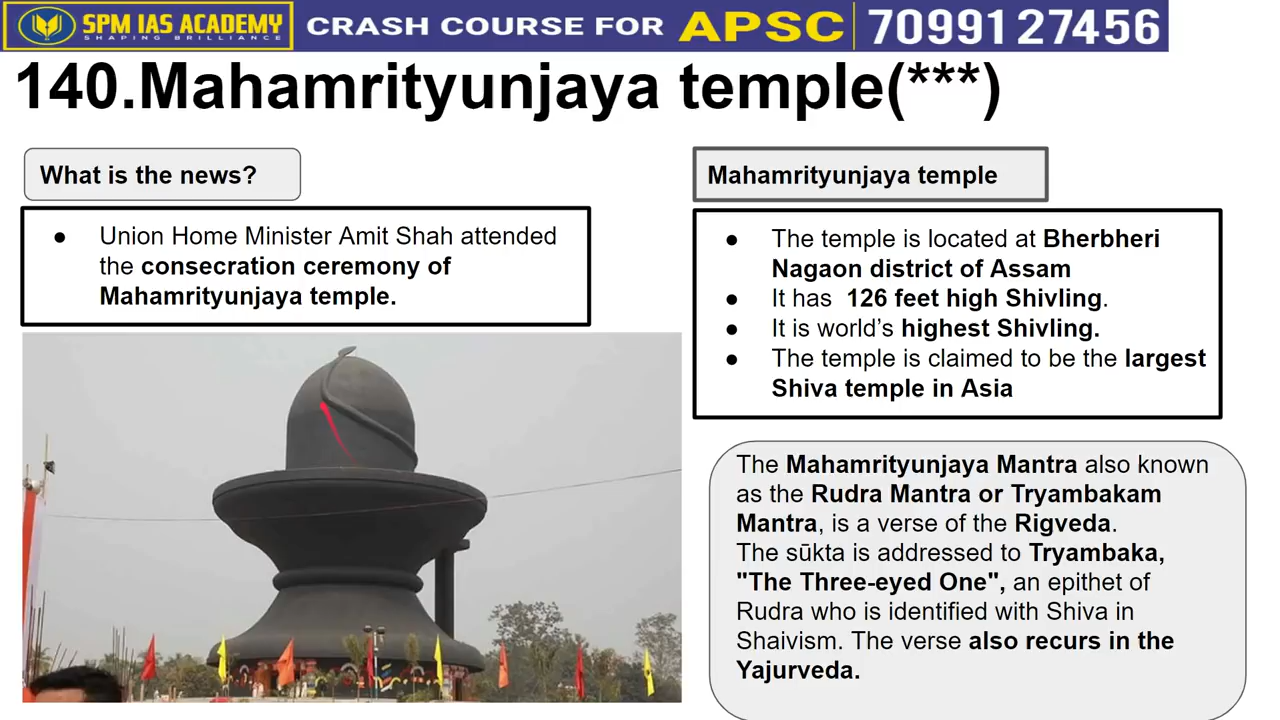 SPM IAS ACADEMY
SHAPING BRILLIANCE
CRASH COURSE FOR APSC 70991 27456
140.Mahamrityunjaya temple(***)
What is the news?
● Union Home Minister Amit Shah attended
the consecration ceremony of
Mahamrityunjaya temple.
Mahamrityunjaya temple
● The temple is located at Bherbheri
Nagaon district of Assam
● It has 126 feet high Shivling.
● It is world's highest Shivling.
● The temple is claimed to be the largest
Shiva temple in Asia
The Mahamrityunjaya Mantra also known
as the Rudra Mantra or Tryambakam
Mantra, is a verse of the Rigveda.
The sūkta is addressed to Tryambaka,
"The Three-eyed One", an epithet of
Rudra who is identified with Shiva in
Shaivism. The verse also recurs in the
Yajurveda.